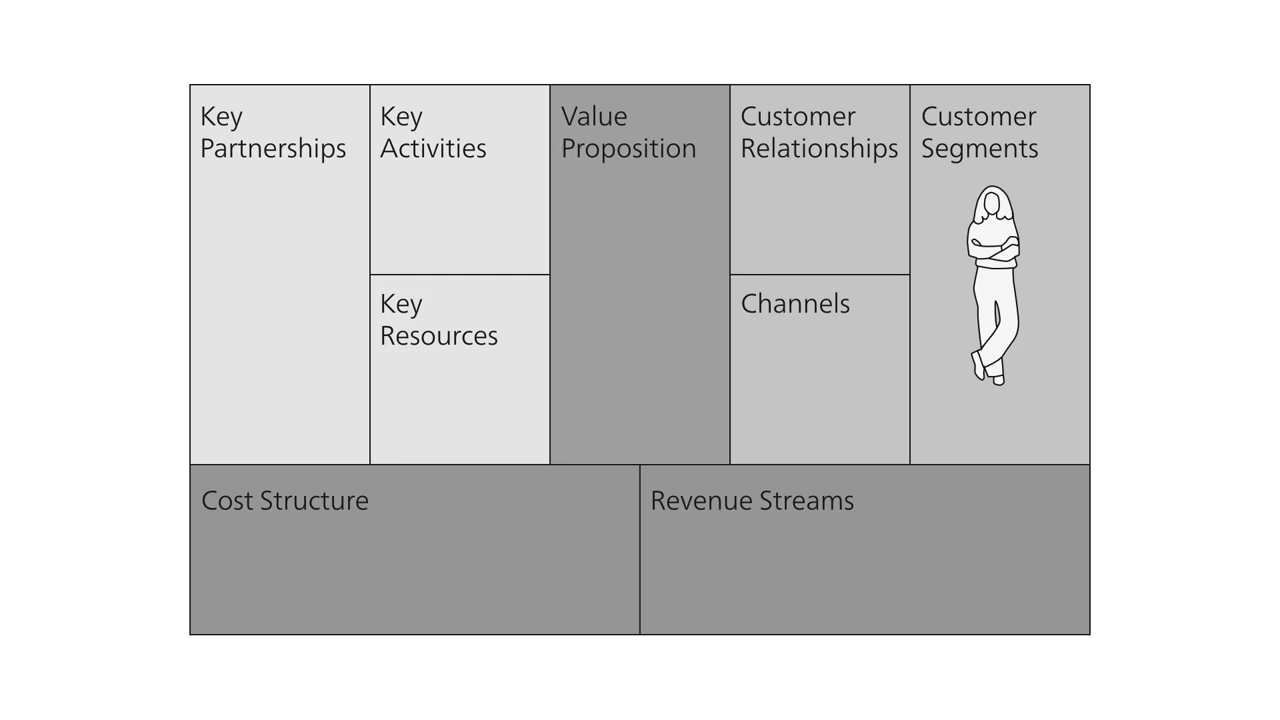 Key
Partnerships
Key
Activities
Key
Resources
Value
Proposition
Customer
Relationships
Channels
Customer
Segments
Cost Structure
Revenue Streams